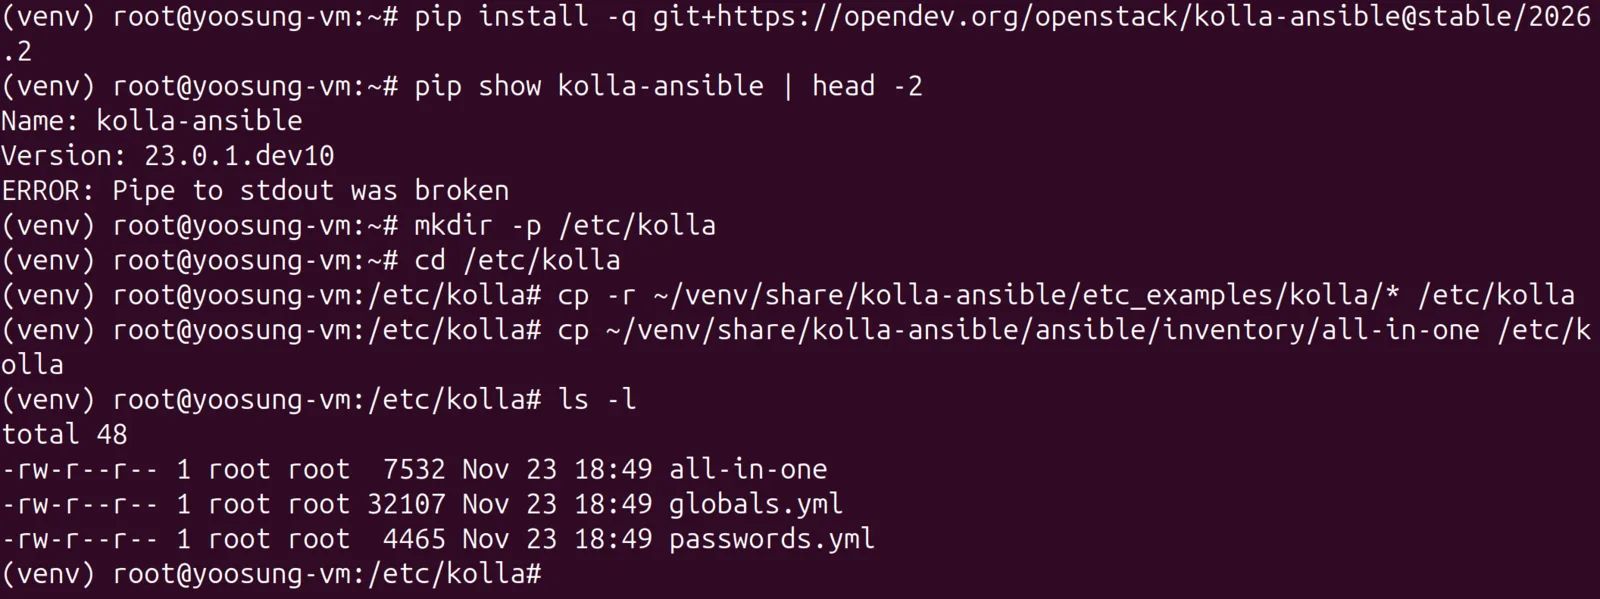 (venv) root@yoosung-vm:~# pip install -q git+https://opendev.org/openstack/kolla-ansible@stable/2026
.2
(venv) root@yoosung-vm:~# pip show kolla-ansible | head -2
Name: kolla-ansible
Version: 23.0.1.dev10
ERROR: Pipe to stdout was broken
(venv) root@yoosung-vm:~# mkdir -p /etc/kolla
(venv) root@yoosung-vm:~# cd /etc/kolla
(venv) root@yoosung-vm:/etc/kolla# cp -r ~/venv/share/kolla-ansible/etc_examples/kolla/* /etc/kolla
(venv) root@yoosung-vm:/etc/kolla# cp ~/venv/share/kolla-ansible/ansible/inventory/all-in-one /etc/k
olla
(venv) root@yoosung-vm:/etc/kolla# ls -l
total 48
-rw-r--r-- 1 root root  7532 Nov 23 18:49 all-in-one
-rw-r--r-- 1 root root 32107 Nov 23 18:49 globals.yml
-rw-r--r-- 1 root root  4465 Nov 23 18:49 passwords.yml
(venv) root@yoosung-vm:/etc/kolla#